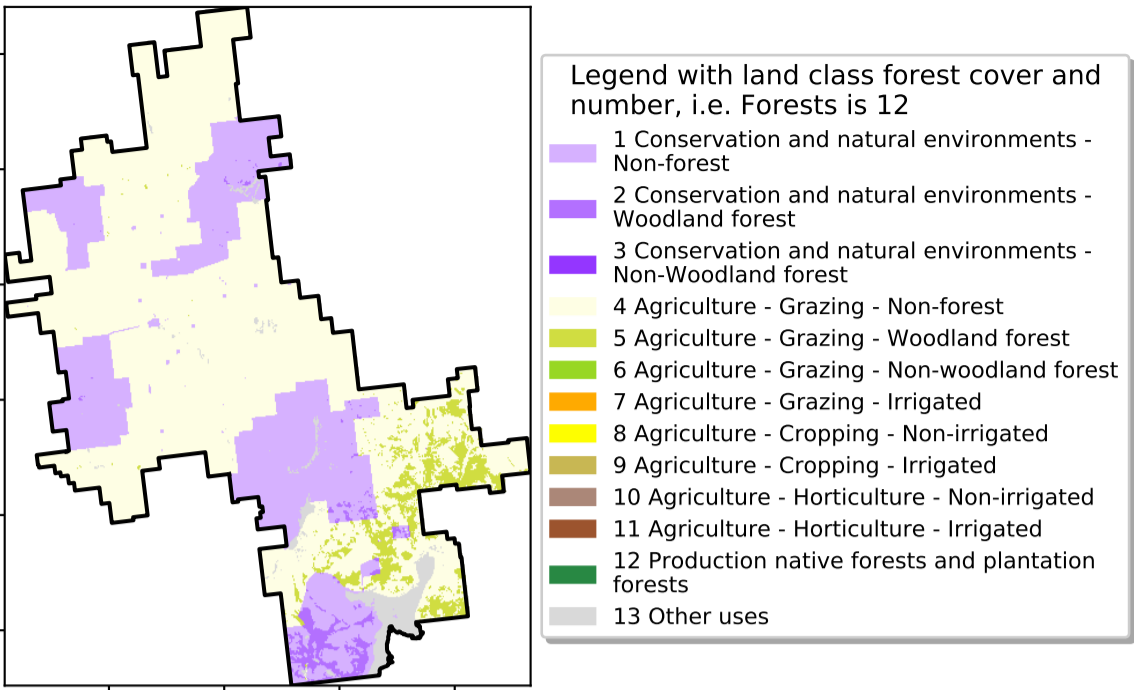 Legend with land class forest cover and
number, i.e. Forests is 12
1 Conservation and natural environments -
Non-forest
2 Conservation and natural environments -
Woodland forest
3 Conservation and natural environments -
Non-Woodland forest
4 Agriculture - Grazing - Non-forest
5 Agriculture - Grazing - Woodland forest
6 Agriculture - Grazing - Non-woodland forest
7 Agriculture - Grazing - Irrigated
8 Agriculture - Cropping - Non-irrigated
9 Agriculture - Cropping - Irrigated
10 Agriculture - Horticulture - Non-irrigated
11 Agriculture - Horticulture - Irrigated
12 Production native forests and plantation
forests
13 Other uses